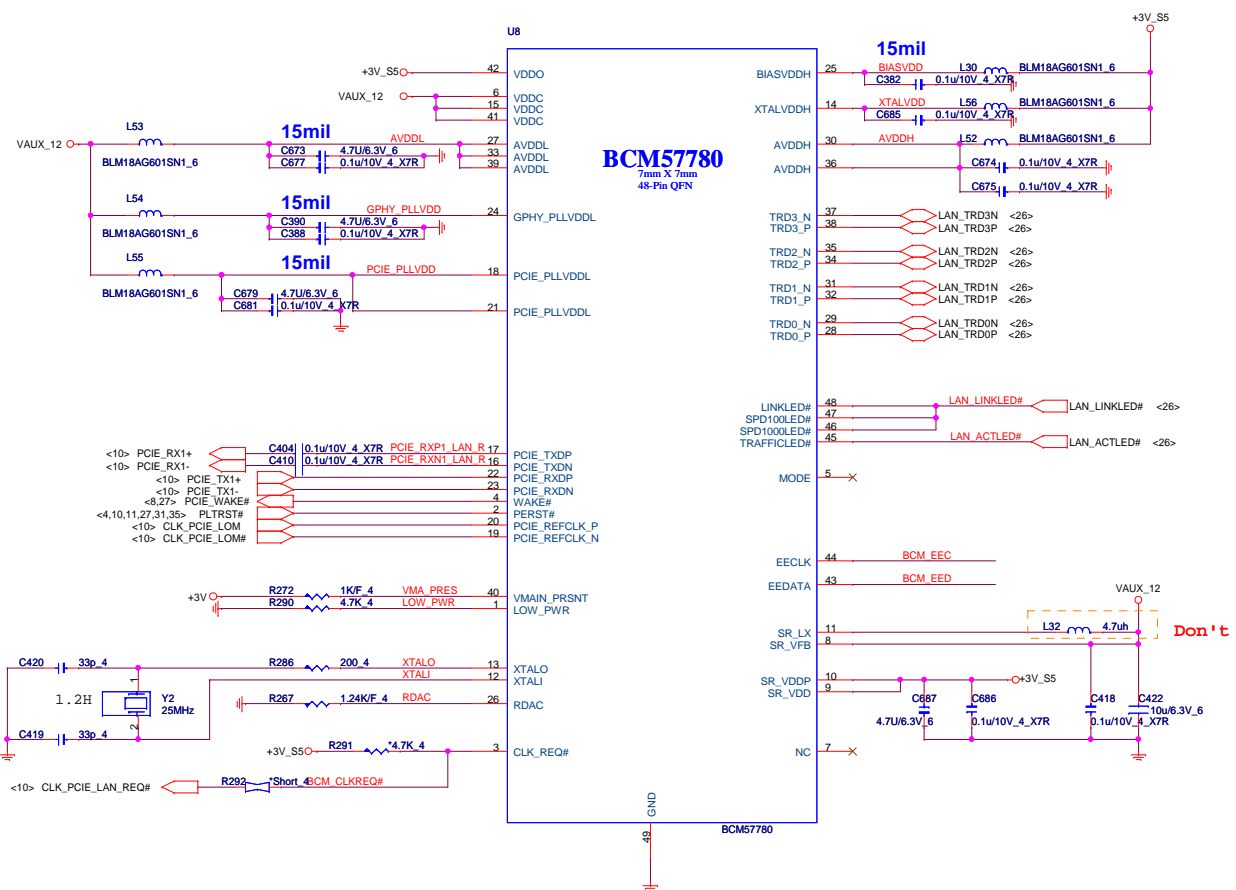 +3V_S5
U8
15mil
+3V_S5 42 VDDO
BIASVDDH 25 BIASVDD L30 BLM18AG601SN1_6
C382 0.1u/10V_4_X7R
VAUX_12 6 VDDC
15 VDDC
41 VDDC
XTALVDDH 14 XTALVDD L56 BLM18AG601SN1_6
C685 0.1u/10V_4_X7R
L53 15mil
VAUX_12 AVDDL 27 AVDDL
C673 4.7U/6.3V_6 33 AVDDL
C677 0.1u/10V_4_X7R 39 AVDDL
BLM18AG601SN1_6
BCM57780
7mm X 7mm
48-Pin QFN
AVDDH 30 AVDDH L52 BLM18AG601SN1_6
AVDDH 36 C674 0.1u/10V_4_X7R
C675 0.1u/10V_4_X7R
L54 15mil
GPHY_PLLVDD 24 GPHY_PLLVDDL
C390 4.7U/6.3V_6
C388 0.1u/10V_4_X7R
BLM18AG601SN1_6
TRD3_N 37 LAN_TRD3N <26>
TRD3_P 38 LAN_TRD3P <26>
TRD2_N 35 LAN_TRD2N <26>
TRD2_P 34 LAN_TRD2P <26>
L55 15mil
PCIE_PLLVDD 18 PCIE_PLLVDDL
BLM18AG601SN1_6
C679 4.7U/6.3V_6
C681 0.1u/10V_4_X7R
21 PCIE_PLLVDDL
TRD1_N 31 LAN_TRD1N <26>
TRD1_P 32 LAN_TRD1P <26>
TRD0_N 29 LAN_TRD0N <26>
TRD0_P 28 LAN_TRD0P <26>
LINKLED# 48 LAN_LINKLED# LAN_LINKLED# <26>
SPD100LED# 47
SPD1000LED# 46
TRAFFICLED# 45 LAN_ACTLED# LAN_ACTLED# <26>
<10> PCIE_RX1+ C404 0.1u/10V_4_X7R PCIE_RXP1_LAN_R 17 PCIE_TXDP
<10> PCIE_RX1- C410 0.1u/10V_4_X7R PCIE_RXN1_LAN_R 16 PCIE_TXDN
<10> PCIE_TX1+ 22 PCIE_RXDP
<10> PCIE_TX1- 23 PCIE_RXDN
<8,27> PCIE_WAKE# 4 WAKE#
<4,10,11,27,31,35> PLTRST# 2 PERST#
<10> CLK_PCIE_LOM 20 PCIE_REFCLK_P
<10> CLK_PCIE_LOM# 19 PCIE_REFCLK_N
MODE 5
EECLK 44 BCM_EEC
EEDATA 43 BCM_EED
+3V R272 1K/F_4 VMA_PRES 40 VMAIN_PRSNT
R290 4.7K_4 LOW_PWR 1 LOW_PWR
VAUX_12
SR_LX 11 L32 4.7uh Don't
SR_VFB 8
C420 33p_4 R286 200_4 XTALO 13 XTALO
XTALI 12 XTALI
1.2H 1 2 Y2
25MHz
C419 33p_4
R267 1.24K/F_4 RDAC 26 RDAC
SR_VDDP 10 +3V_S5
SR_VDD 9
C687 4.7U/6.3V_6
C686 0.1u/10V_4_X7R
C418 0.1u/10V_4_X7R
C422 10u/6.3V_6
+3V_S5 R291 *4.7K_4 3 CLK_REQ#
NC 7
<10> CLK_PCIE_LAN_REQ# R292 *Short_4 BCM_CLKREQ#
GND
49
BCM57780